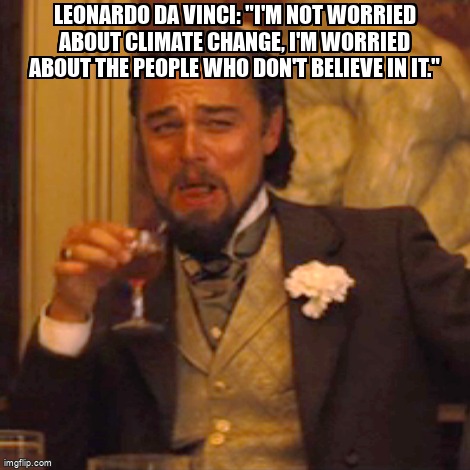 LEONARDO DA VINCI: "I'M NOT WORRIED
ABOUT CLIMATE CHANGE, I'M WORRIED
ABOUT THE PEOPLE WHO DON'T BELIEVE IN IT."
imgflip.com